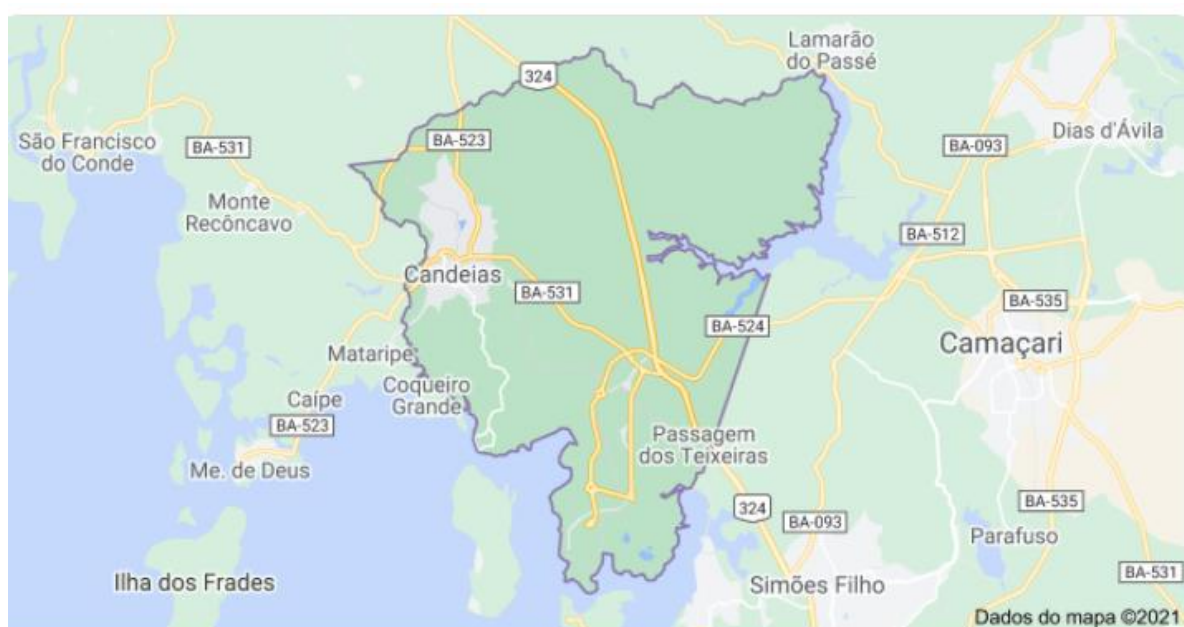 Lamarão
do Passé
324
São Francisco
do Conde
BA-531
BA-523
BA-093
Dias d'Ávila
Monte
Recôncavo
BA-512
Candeias
BA-531
BA-535
BA-524
Camaçari
Mataripe
Coqueiro
Grande
Caípe
BA-523
Passagem
dos Teixeiras
Me. de Deus
324
BA-093
BA-535
Parafuso
Ilha dos Frades
Simões Filho
BA-531
Dados do mapa ©2021